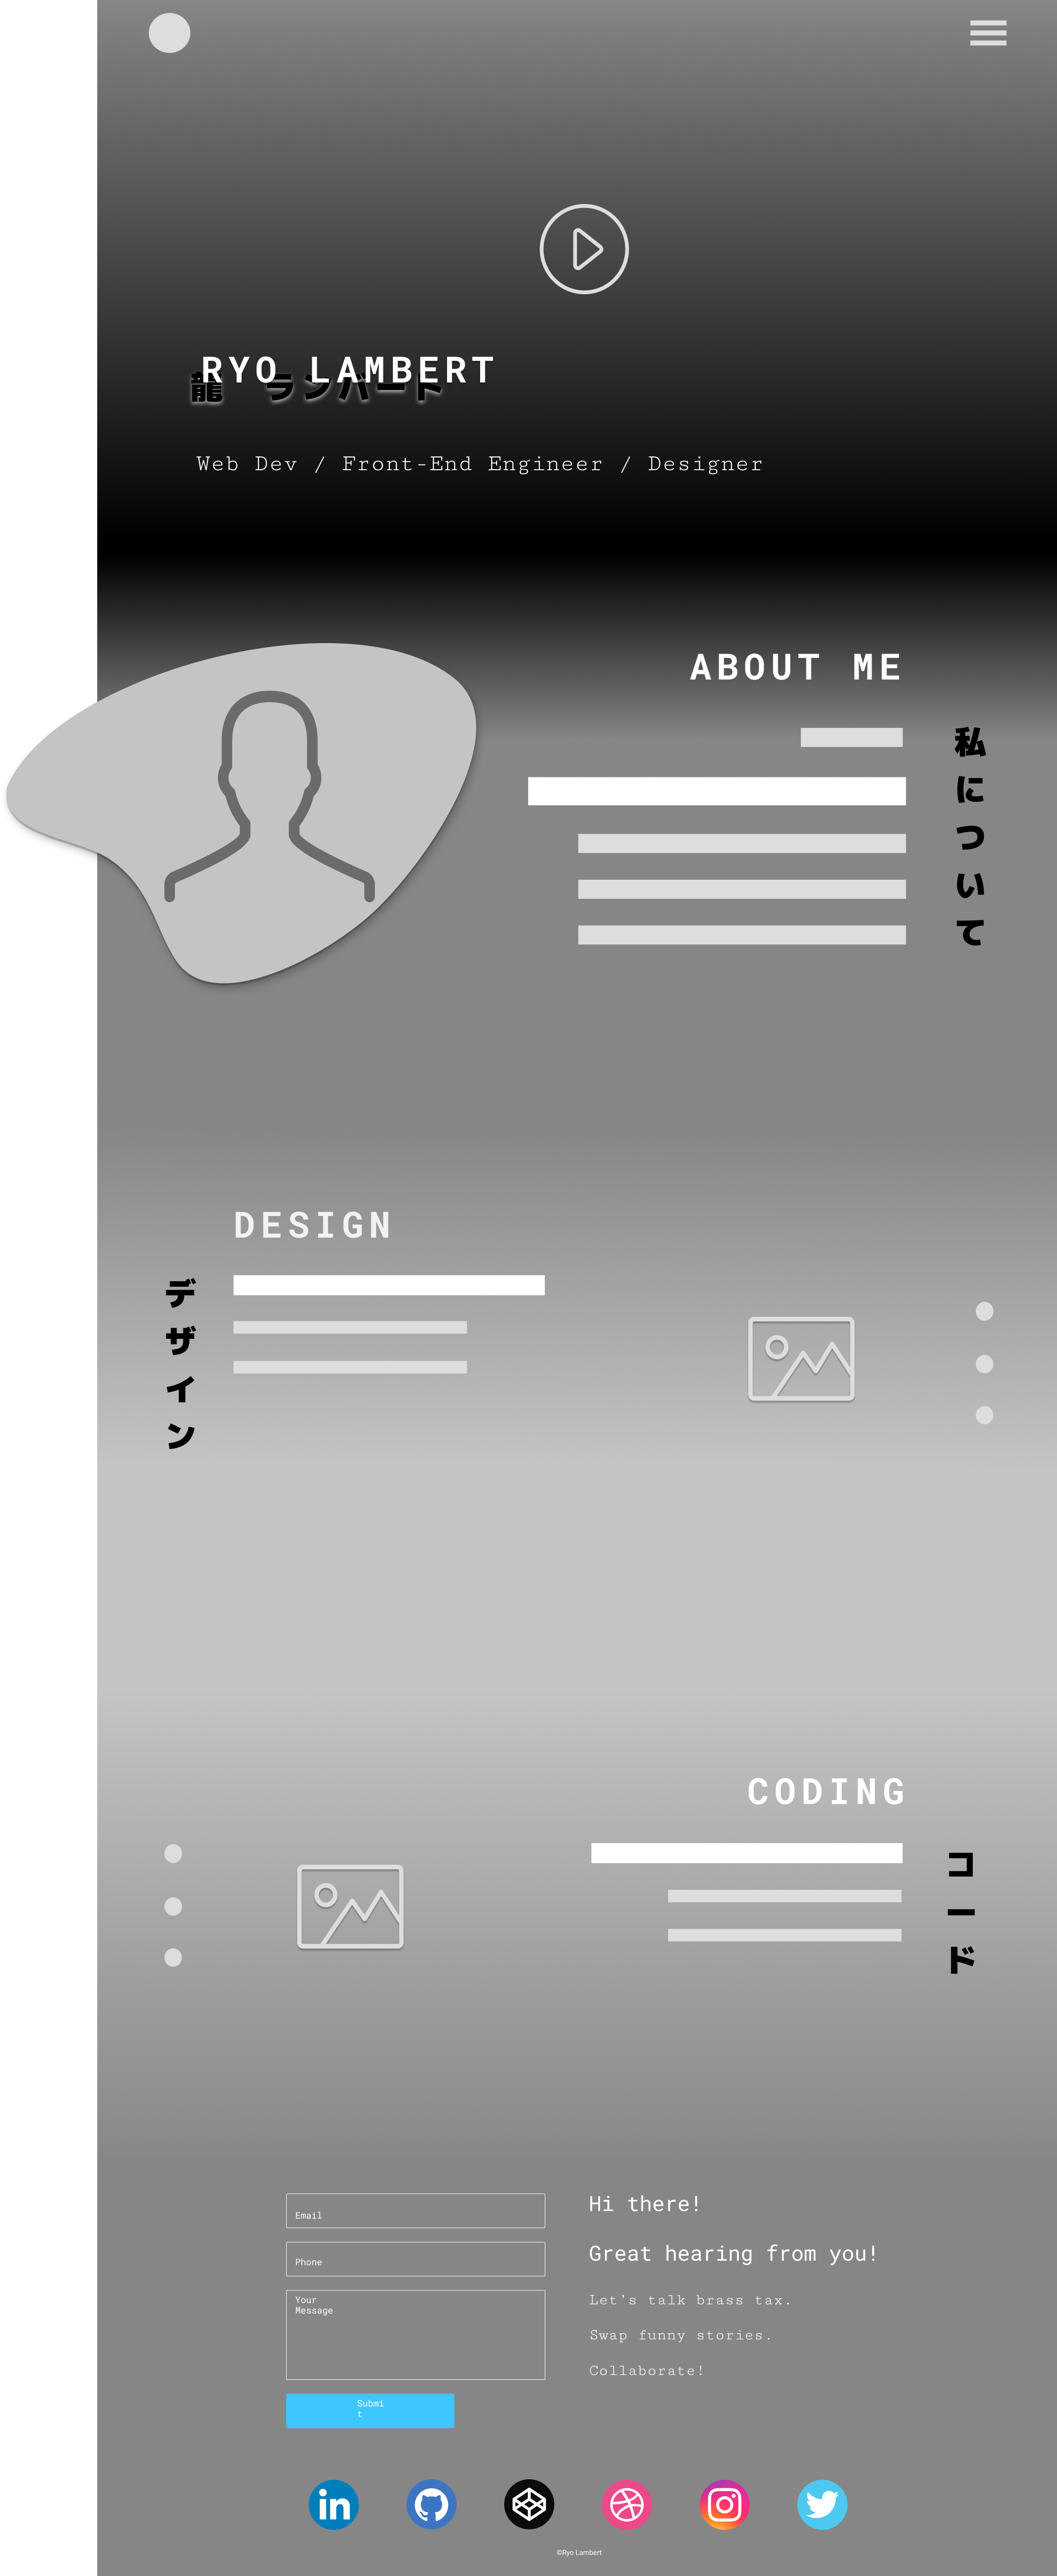 RYO LAMBERT
龍 ランバート
Web Dev / Front-End Engineer / Designer
ABOUT ME
私について
DESIGN
デザイン
CODING
コード
Email
Phone
Your
Message
Submi
t
Hi there!
Great hearing from you!
Let's talk brass tax.
Swap funny stories.
Collaborate!
in
©Ryo Lambert